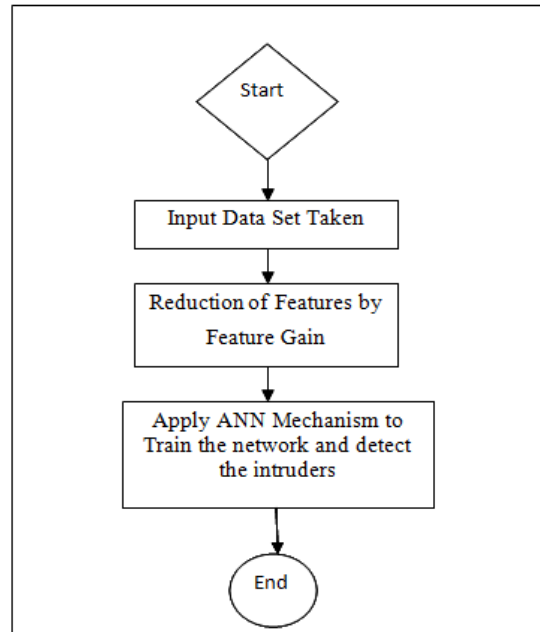 Start
Input Data Set Taken
Reduction of Features by
Feature Gain
Apply ANN Mechanism to
Train the network and detect
the intruders
End